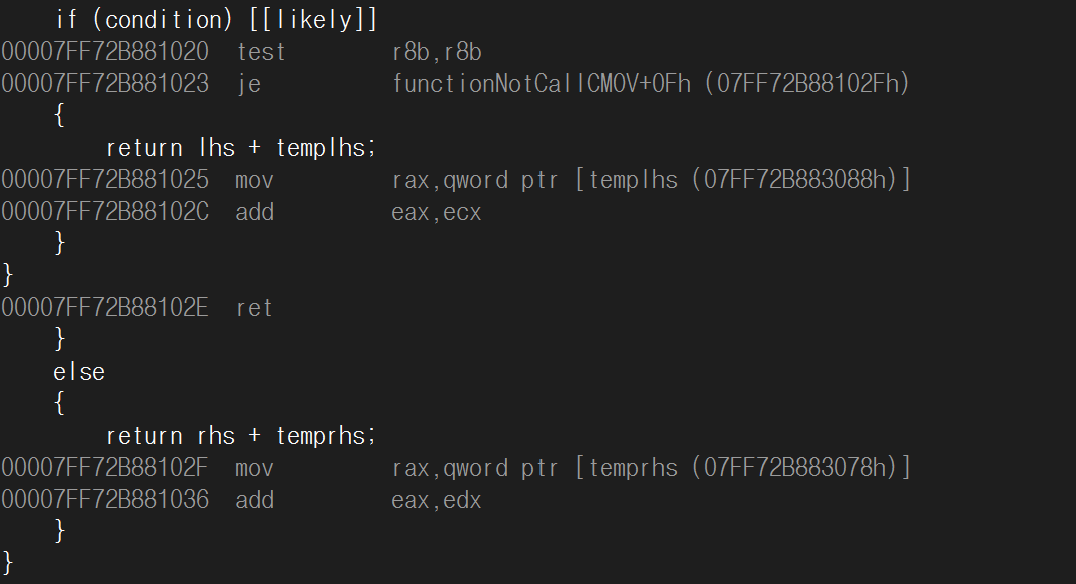 if (condition) [[likely]]
00007FF72B881020 test r8b,r8b
00007FF72B881023 je functionNotCallCMOV+0Fh (07FF72B88102Fh)
{
return lhs + templhs;
00007FF72B881025 mov rax,qword ptr [templhs (07FF72B883088h)]
00007FF72B88102C add eax,ecx
}
}
00007FF72B88102E ret
}
else
{
return rhs + temprhs;
00007FF72B88102F mov rax,qword ptr [temprhs (07FF72B883078h)]
00007FF72B881036 add eax,edx
}
}